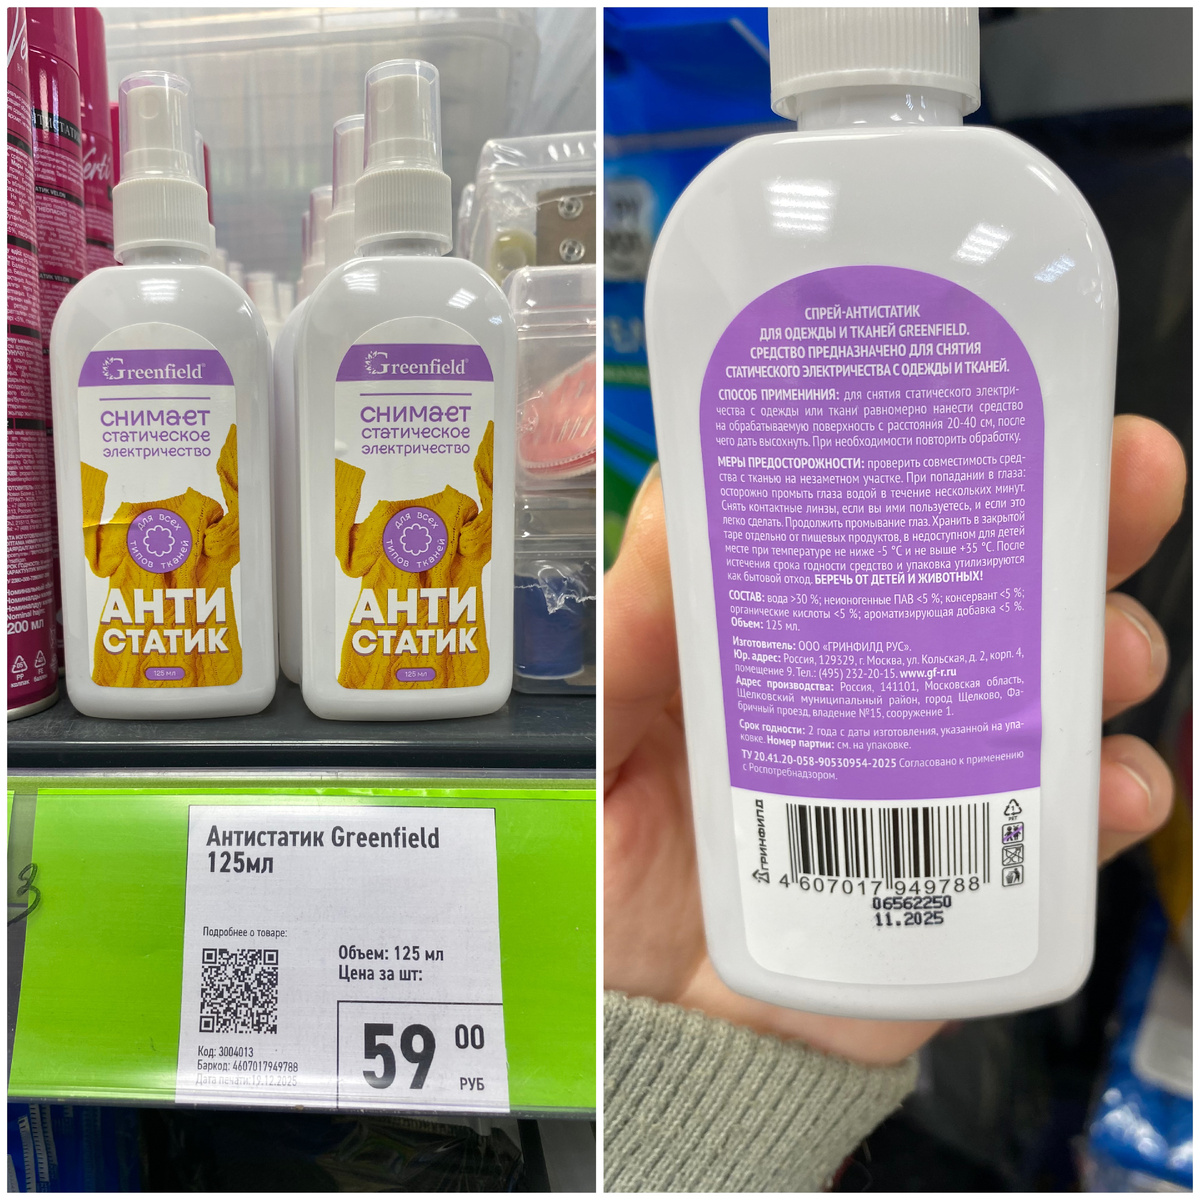 Greenfield
СНИМАЕТ
СТАТИЧЕСКОЕ
ЭЛЕКТРИЧЕСТВО
для всех
типов тканей
АНТИ
СТАТИК
125 мл
Greenfield
СНИМАЕТ
СТАТИЧЕСКОЕ
ЭЛЕКТРИЧЕСТВО
для всех
типов тканей
АНТИ
СТАТИК
125 мл
200 МЛ
Антистатик Greenfield
125мл
Подробнее о товаре:
Объем: 125 мл
Цена за шт:
59 00
РУБ
Код: 3004013
Баркод: 4607017949788
Дата печати: 19.12.2025
СПРЕЙ-АНТИСТАТИК
ДЛЯ ОДЕЖДЫ И ТКАНЕЙ GREENFIELD.
СРЕДСТВО ПРЕДНАЗНАЧЕНО ДЛЯ СНЯТИЯ
СТАТИЧЕСКОГО ЭЛЕКТРИЧЕСТВА С ОДЕЖДЫ И ТКАНЕЙ.
СПОСОБ ПРИМЕНИНИЯ: для снятия статического электри-
чества с одежды или ткани равномерно нанести средство
на обрабатываемую поверхность с расстояния 20-40 см, после
чего дать высохнуть. При необходимости повторить обработку.
МЕРЫ ПРЕДОСТОРОЖНОСТИ: проверить совместимость сред-
ства с тканью на незаметном участке. При попадании в глаза:
осторожно промыть глаза водой в течение нескольких минут.
Снять контактные линзы, если вы ими пользуетесь, и если это
легко сделать. Продолжить промывание глаз. Хранить в закрытой
таре отдельно от пищевых продуктов, в недоступном для детей
месте при температуре не ниже -5 °С и не выше +35 °С. После
истечения срока годности средство и упаковка утилизируются
как бытовой отход. БЕРЕЧЬ ОТ ДЕТЕЙ И ЖИВОТНЫХ!
СОСТАВ: вода >30 %; неионогенные ПАВ <5 %; консервант <5 %;
органические кислоты <5 %; ароматизирующая добавка <5 %.
Объем: 125 мл.
Изготовитель: ООО «ГРИНФИЛД РУС».
Юр. адрес: Россия, 129329, г. Москва, ул. Кольская, д. 2, корп. 4,
помещение 9. Тел.: (495) 232-20-15. www.gf-r.ru
Адрес производства: Россия, 141101, Московская область,
Щелковский муниципальный район, город Щелково, Фа-
бричный проезд, владение №15, сооружение 1.
Срок годности: 2 года с даты изготовления, указанной на упа-
ковке. Номер партии: см. на упаковке.
ТУ 20.41.20-058-90530954-2025 Согласовано к применению
с Роспотребнадзором.
ГРИНФИЛД
4 607017 949788
06562250
11.2025
1
PET